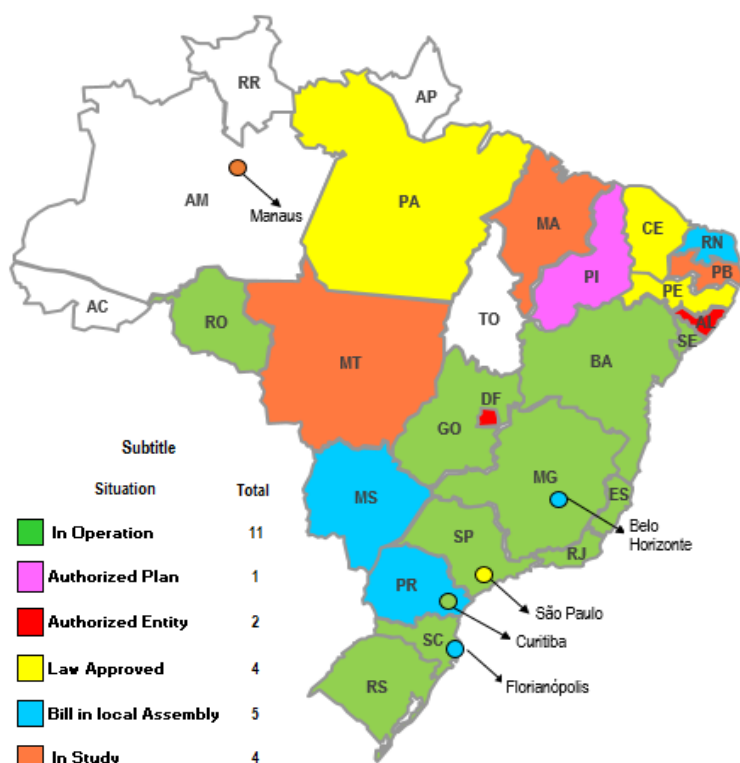 RR
AP
AM
Manaus
PA
MA
CE
RN
PB
PI
PE
AL
SE
AC
RO
TO
BA
MT
DF
GO
MG
ES
MS
Belo
Horizonte
SP
RJ
PR
São Paulo
Curitiba
SC
Florianópolis
RS
Subtitle
Situation Total
In Operation 11
Authorized Plan 1
Authorized Entity 2
Law Approved 4
Bill in local Assembly 5
In Study 4